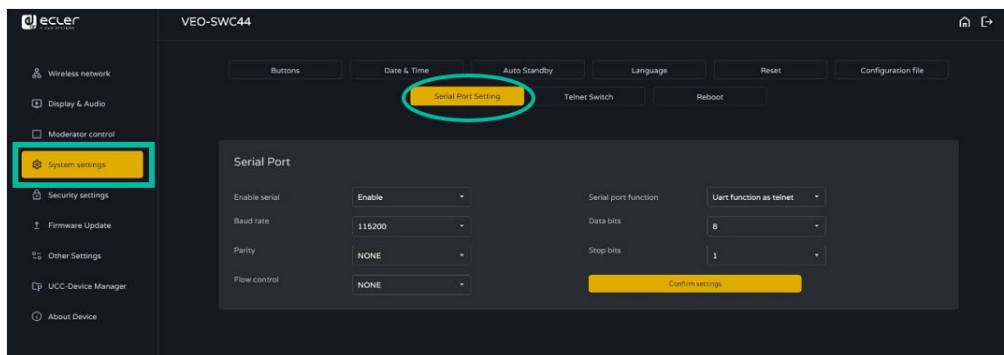 ecler
VEO-SWC44
Wireless network
Display & Audio
Moderator control
System settings
Security settings
Firmware Update
Other Settings
UCC-Device Manager
About Device
Buttons Date & Time Auto Standby Language Reset Configuration file
Serial Port Setting Telnet Switch Reboot
Serial Port
Enable serial Enable Serial port function Uart function as telnet
Baud rate 115200 Data bits 8
Parity NONE Stop bits 1
Flow control NONE Confirm settings